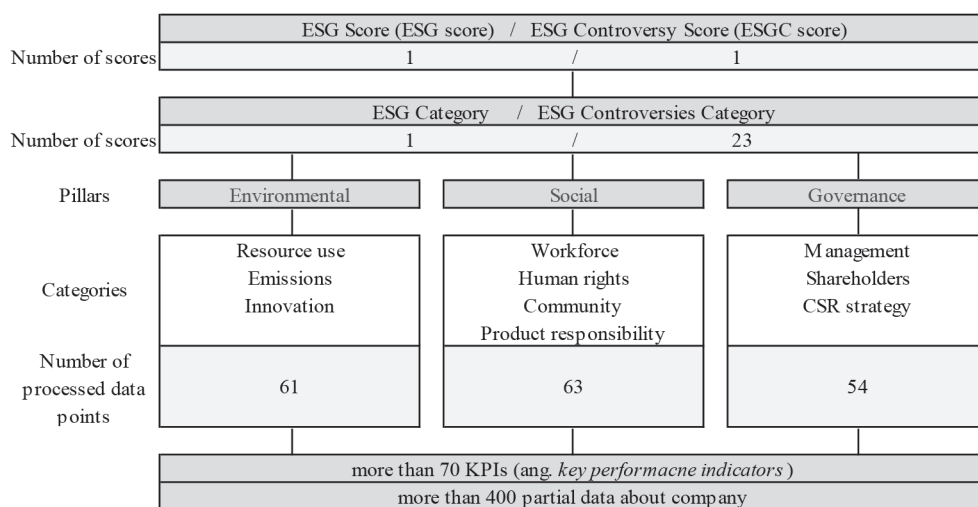 ESG Score (ESG score) / ESG Controversy Score (ESGC score)
Number of scores 1 / 1
ESG Category / ESG Controversies Category
Number of scores 1 / 23
Pillars Environmental Social Governance
Resource use Workforce Management
Emissions Human rights Shareholders
Categories Innovation Community CSR strategy
Product responsibility
Number of
processed data 61 63 54
points
more than 70 KPIs (ang. key performacne indicators )
more than 400 partial data about company